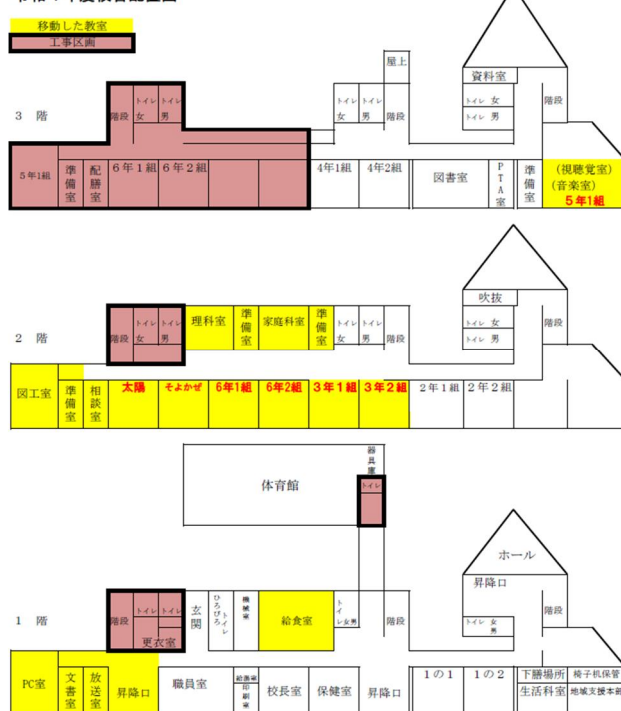 移動した教室
工事区画
屋上
資料室
3 階
階段
トイレ 女
トイレ 男
トイレ 女
トイレ 男
階段
トイレ 女
トイレ 男
階段
5年1組
準備室
配膳室
6年1組
6年2組
4年1組
4年2組
図書室
PTA室
準備室
(視聴覚室)
(音楽室)
5年1組
吹抜
2 階
階段
トイレ 女
トイレ 男
理科室
準備室
家庭科室
準備室
トイレ 女
トイレ 男
階段
トイレ 女
トイレ 男
階段
図工室
準備室
相談室
太陽
そよかぜ
6年1組
6年2組
3年1組
3年2組
2年1組
2年2組
体育館
器具庫
トイレ
ホール
昇降口
1 階
階段
トイレ
トイレ
更衣室
玄関
ひろびろトイレ
機械室
給食室
トイレ女男
階段
トイレ 女
男
階段
PC室
文書室
放送室
昇降口
職員室
印刷室
校長室
保健室
昇降口
1の1
1の2
下膳場所
椅子机保管
生活科室
地域支援本部